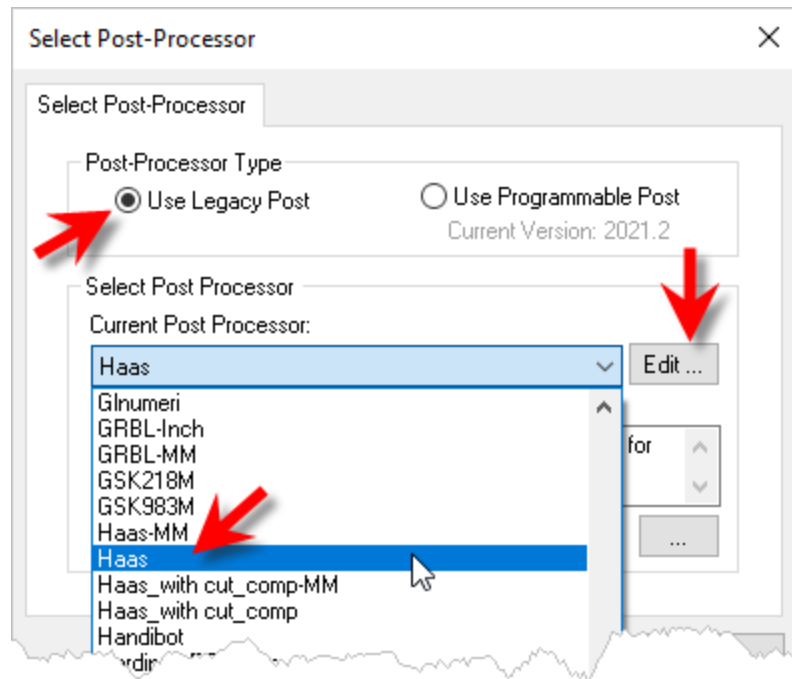 Select Post-Processor
Select Post-Processor
Post-Processor Type
Use Legacy Post
Use Programmable Post
Current Version: 2021.2
Select Post Processor
Current Post Processor:
Haas
Edit ...
GInumeri
GRBL-Inch
GRBL-MM
GSK218M
for
GSK983M
Haas-MM
Haas
...
Haas_with cut_comp-MM
Haas_with cut_comp
Handibot